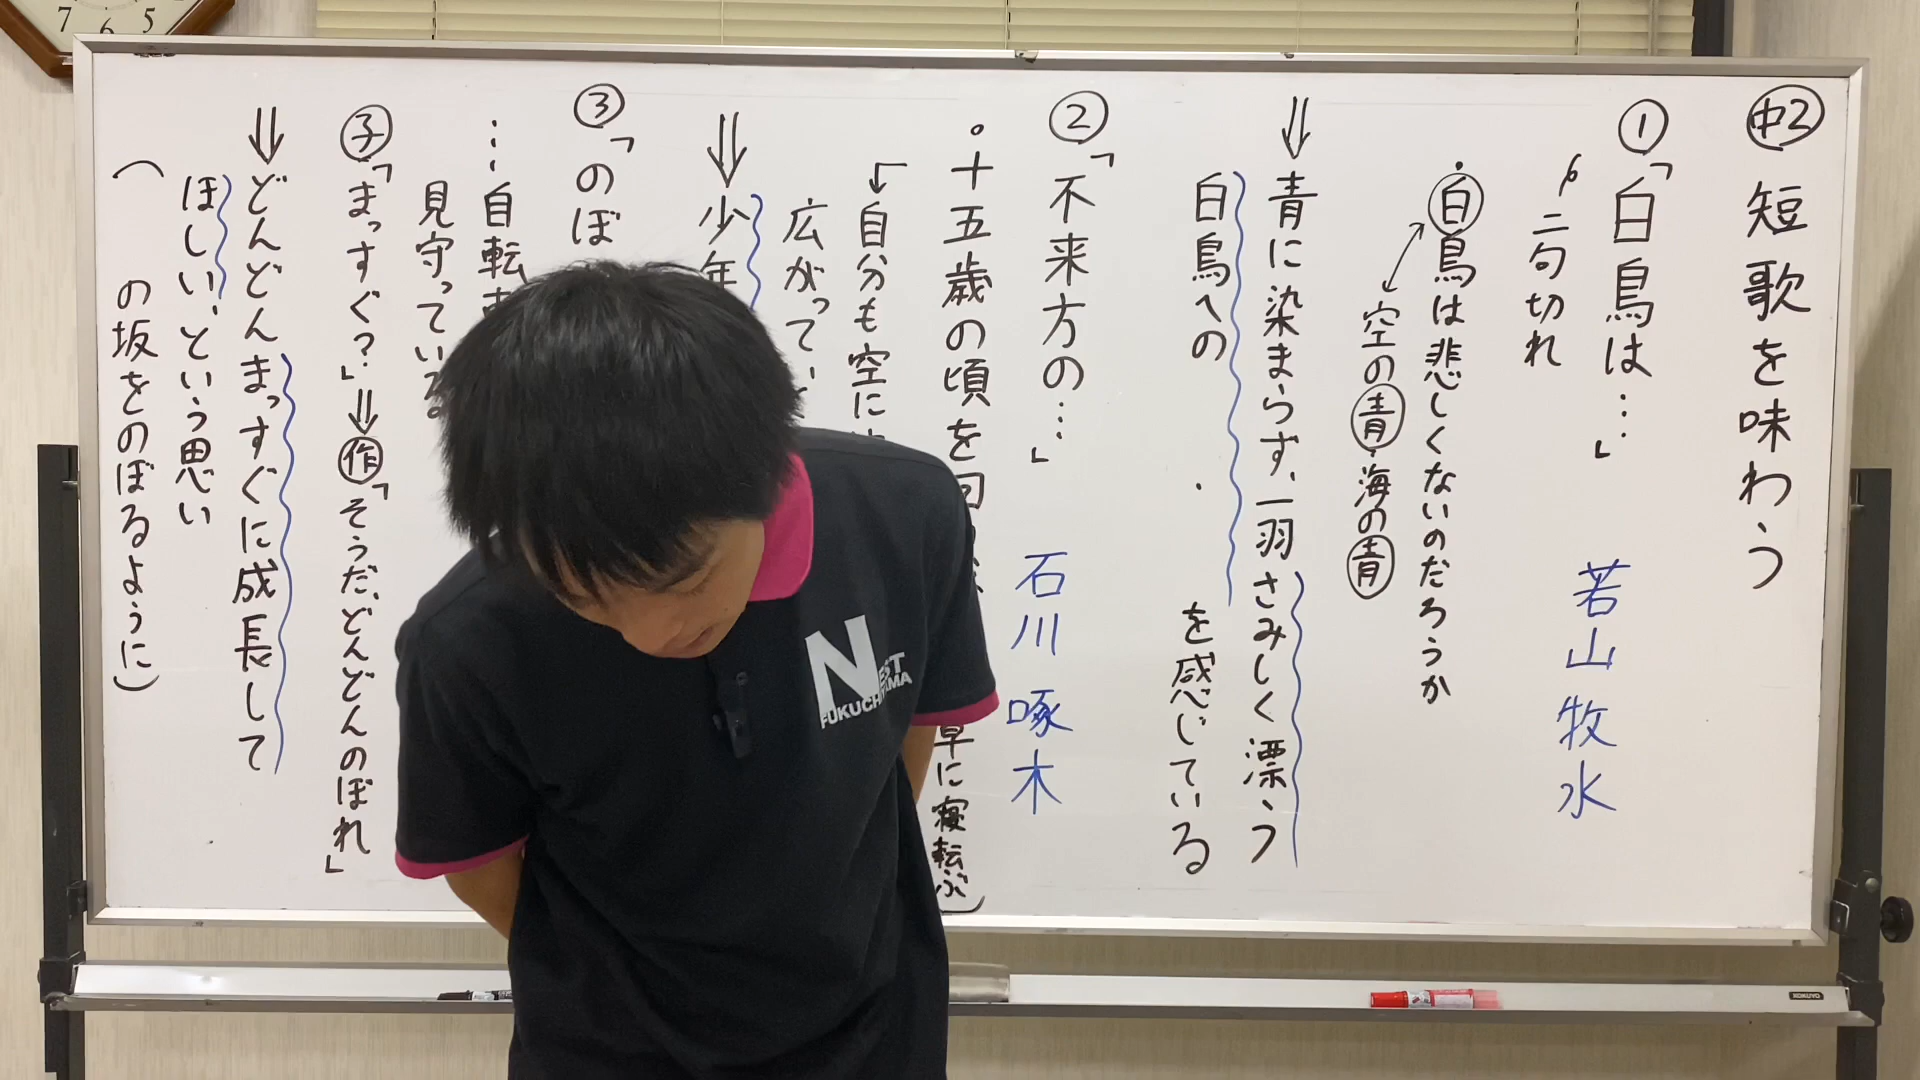 中2 短歌を味わう
①「白鳥は…」 若山牧水
二句切れ
・白鳥は悲しくないのだろうか
空の青・海の青
⇒青に染まらず、一羽さみしく漂う
白鳥への を感じている
②「不来方の…」 石川啄木
。十五歳の頃を 早に寝転ぶ)
←自分も空に
広がって
⇒少年
③「のぼ
…自転
見守っている
子「まっすぐ?」⇒作「そうだ、どんどんのぼれ」
⇒どんどんまっすぐに成長して
ほしい、という思い
( の坂をのぼるように)
NEST
FUKUCHIYAMA
KOKUYO
7 6 5